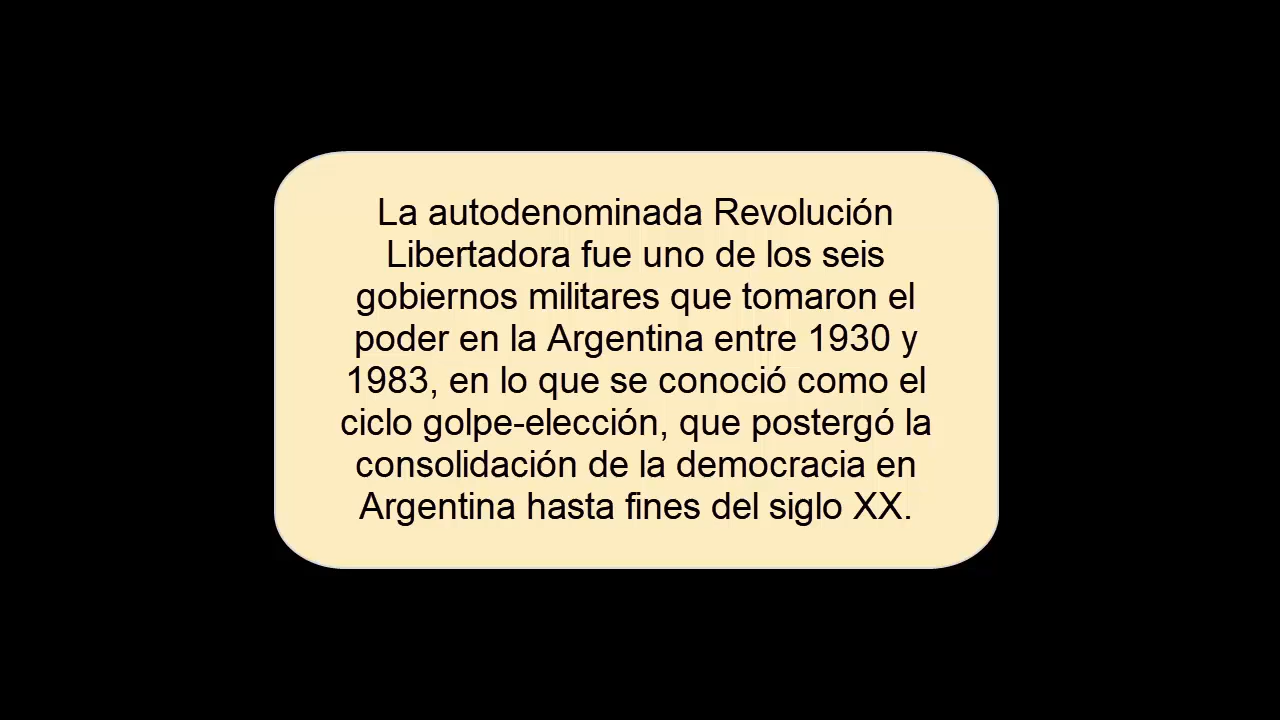 La autodenominada Revolución
Libertadora fue uno de los seis
gobiernos militares que tomaron el
poder en la Argentina entre 1930 y
1983, en lo que se conoció como el
ciclo golpe-elección, que postergó la
consolidación de la democracia en
Argentina hasta fines del siglo XX.